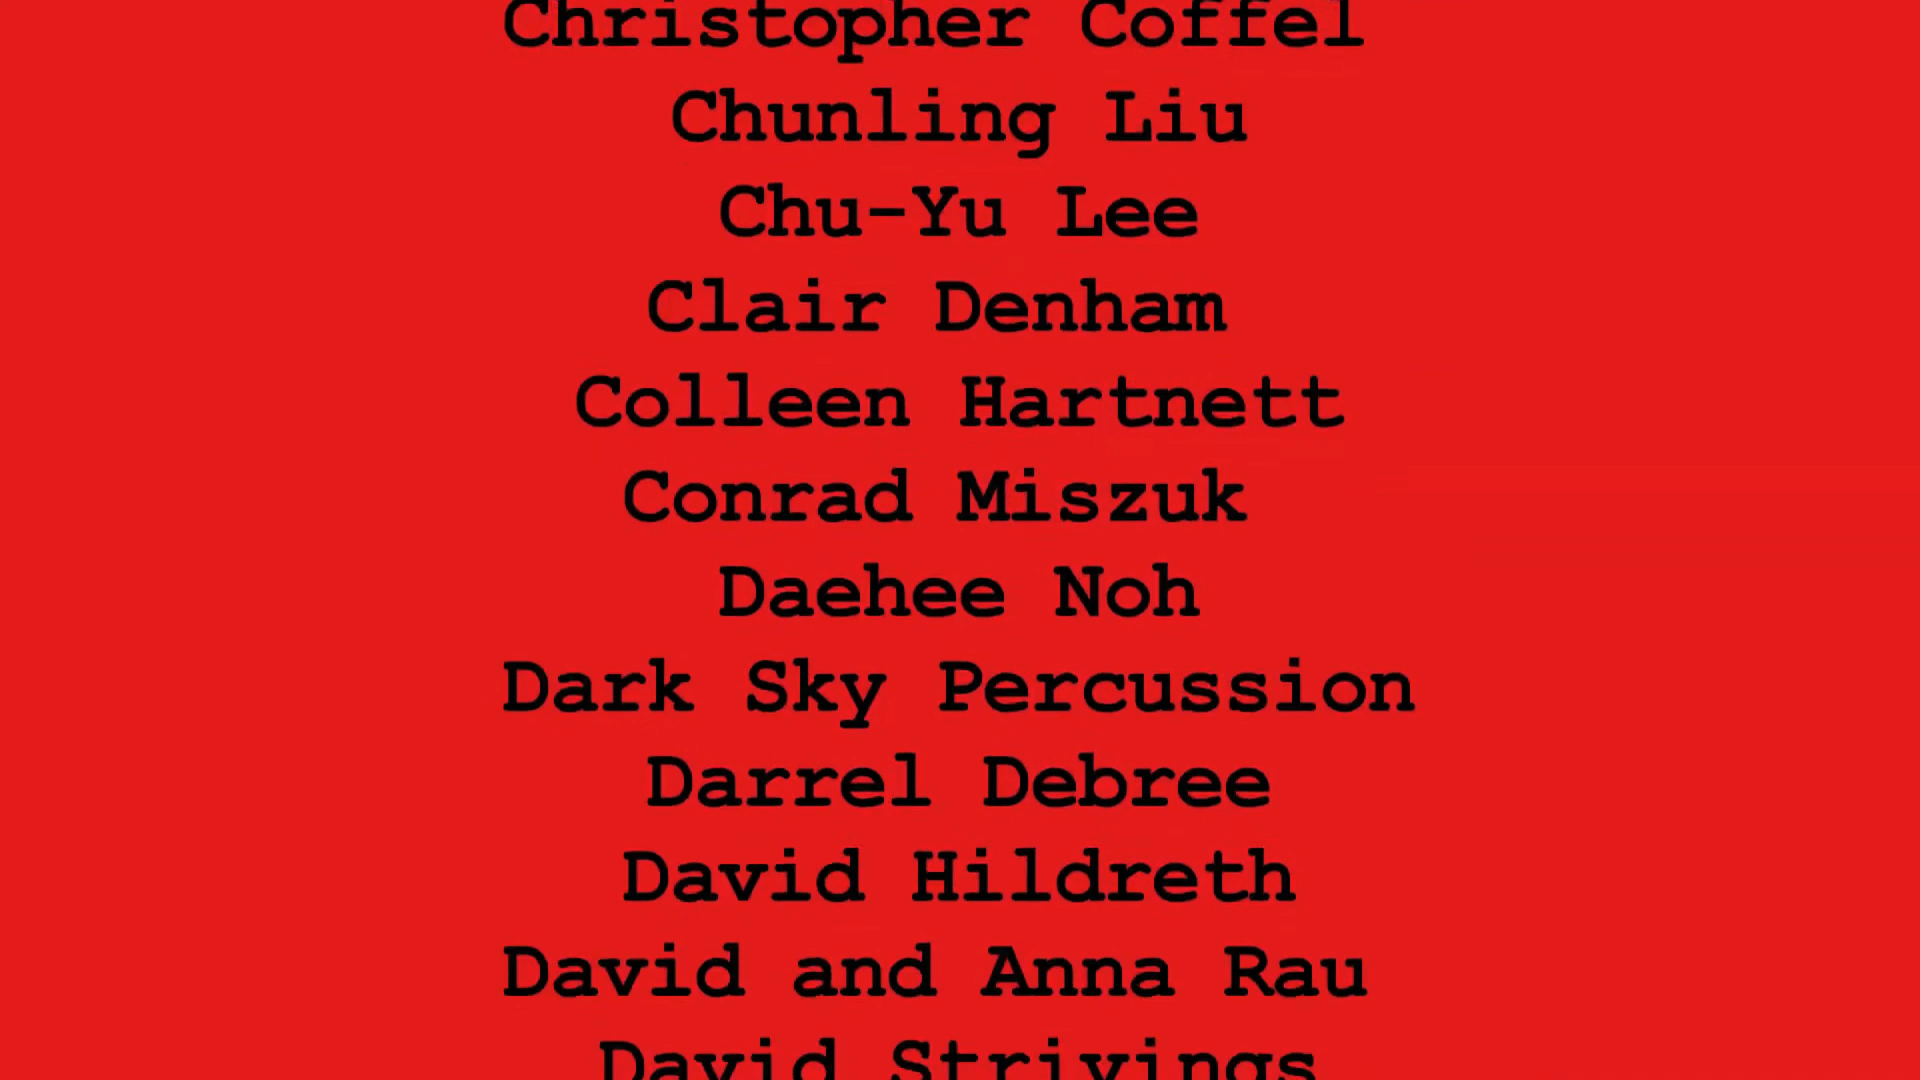 Christopher Coffel
Chunling Liu
Chu-Yu Lee
Clair Denham
Colleen Hartnett
Conrad Miszuk
Daehee Noh
Dark Sky Percussion
Darrel Debree
David Hildreth
David and Anna Rau
David Strivings